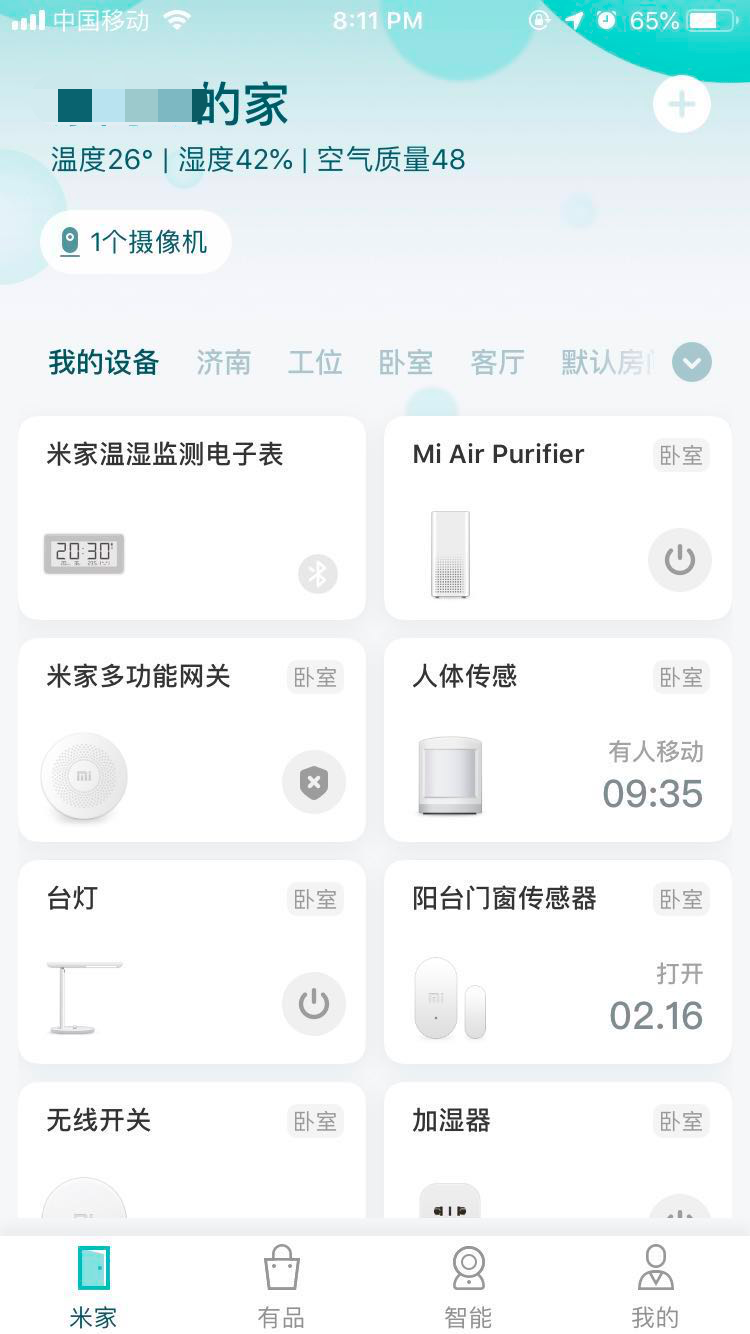 中国移动 8:11 PM 65%
的家
温度26° | 湿度42% | 空气质量48
1个摄像机
我的设备 济南 工位 卧室 客厅 默认房
米家温湿监测电子表
20:30
Mi Air Purifier 卧室
米家多功能网关 卧室
mi
人体传感 卧室
有人移动
09:35
台灯 卧室
阳台门窗传感器 卧室
mi
打开
02.16
无线开关 卧室
加湿器 卧室
米家 有品 智能 我的